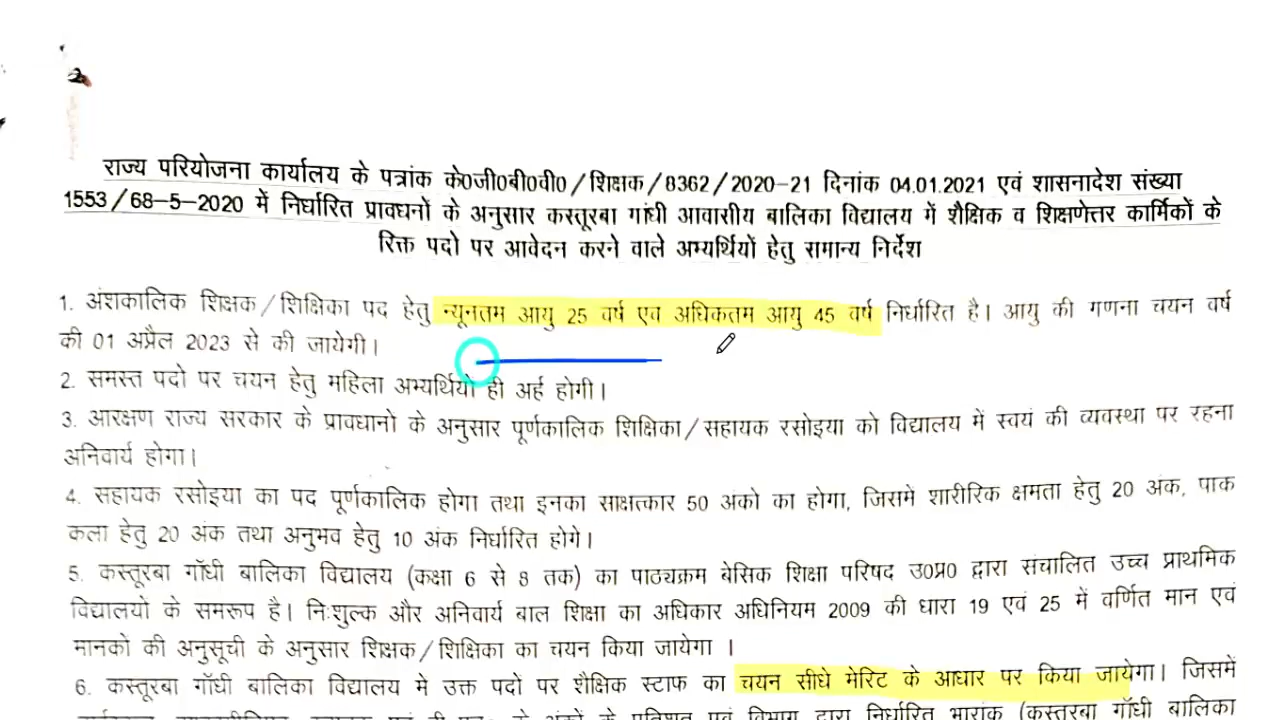 राज्य परियोजना कार्यालय के पत्रांक के0जी0बी0वी0/शिक्षक/8362/2020-21 दिनांक 04.01.2021 एवं शासनादेश संख्या
1553/68-5-2020 में निर्धारित प्रावधनों के अनुसार कस्तूरबा गांधी आवासीय बालिका विद्यालय में शैक्षिक व शिक्षणेत्तर कार्मिकों के
रिक्त पदो पर आवेदन करने वाले अभ्यर्थियों हेतु सामान्य निर्देश
1. अंशकालिक शिक्षक/शिक्षिका पद हेतु न्यूनतम आयु 25 वर्ष एव अधिकतम आयु 45 वर्ष निर्धारित है। आयु की गणना चयन वर्ष
की 01 अप्रैल 2023 से की जायेगी।
2. समस्त पदो पर चयन हेतु महिला अभ्यर्थियो ही अर्ह होगी।
3. आरक्षण राज्य सरकार के प्रावधानो के अनुसार पूर्णकालिक शिक्षिका/सहायक रसोइया को विद्यालय में स्वयं की व्यवस्था पर रहना
अनिवार्य होगा।
4. सहायक रसोइया का पद पूर्णकालिक होगा तथा इनका साक्षत्कार 50 अंको का होगा, जिसमें शारीरिक क्षमता हेतु 20 अंक, पाक
कला हेतु 20 अंक तथा अनुभव हेतु 10 अंक निर्धारित होगे।
5. कस्तूरबा गॉधी बालिका विद्यालय (कक्षा 6 से 8 तक) का पाठ्यक्रम बेसिक शिक्षा परिषद उ0प्र0 द्वारा संचालित उच्च प्राथमिक
विद्यालयो के समरूप है। निःशुल्क और अनिवार्य बाल शिक्षा का अधिकार अधिनियम 2009 की धारा 19 एवं 25 में वर्णित मान एवं
मानको की अनुसूची के अनुसार शिक्षक/शिक्षिका का चयन किया जायेगा ।
6. कस्तूरबा गॉधी बालिका विद्यालय मे उक्त पदों पर शैक्षिक स्टाफ का चयन सीधे मेरिट के आधार पर किया जायेगा। जिसमें
के अंकों के प्रतिशत एवं विभाग द्वारा निर्धारित भारांक (कस्तूरबा गॉधी बालिका